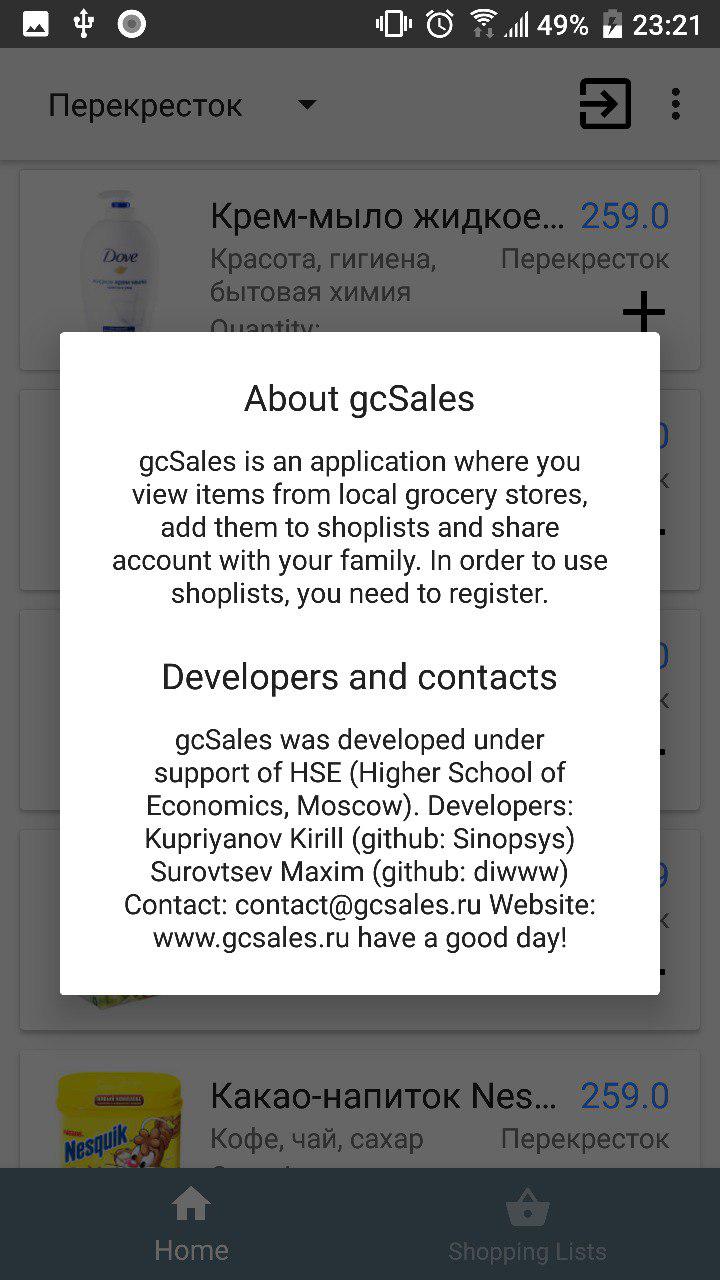 49% 23:21
Перекресток
Крем-мыло жидкое... 259.0
Красота, гигиена, Перекресток
бытовая химия
Quantity:
Dove
About gcSales
gcSales is an application where you
view items from local grocery stores,
add them to shoplists and share
account with your family. In order to use
shoplists, you need to register.
Developers and contacts
gcSales was developed under
support of HSE (Higher School of
Economics, Moscow). Developers:
Kupriyanov Kirill (github: Sinopsys)
Surovtsev Maxim (github: diwww)
Contact: contact@gcsales.ru Website:
www.gcsales.ru have a good day!
Какао-напиток Nes... 259.0
Кофе, чай, сахар Перекресток
Nesquik
Home Shopping Lists